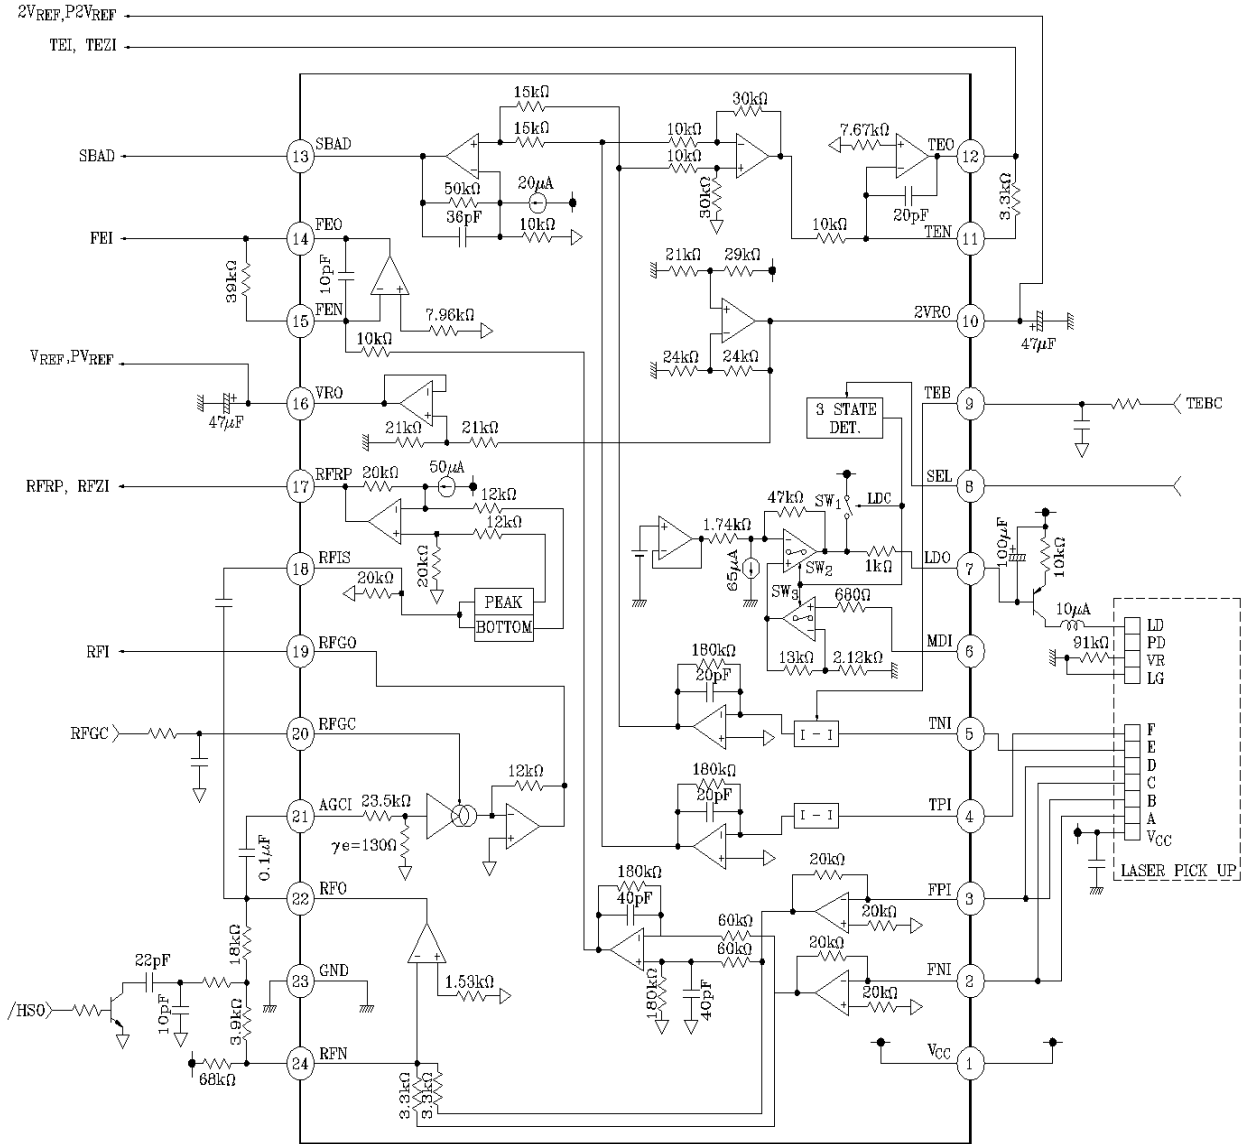 2VREF,P2VREF
TEI, TEZI
15kΩ
30kΩ
SBAD
13
SBAD
15kΩ
10kΩ
10kΩ
30kΩ
7.67kΩ
TEO
12
50kΩ
36pF
20μA
10kΩ
20pF
3.3kΩ
10kΩ
TEN
11
FEI
14
FEO
39kΩ
10pF
15
FEN
7.96kΩ
10kΩ
21kΩ
29kΩ
24kΩ
24kΩ
2VRO
10
47μF
VREF,PVREF
47μF
16
VRO
21kΩ
21kΩ
3 STATE
DET.
TEB
9
TEBC
RFRP, RFZI
17
RFRP
20kΩ
50μA
12kΩ
12kΩ
20kΩ
SEL
8
47kΩ
SW1
LDC
1.74kΩ
65μA
SW2
1kΩ
LDO
7
100μF
10kΩ
18
RFIS
20kΩ
PEAK
BOTTOM
SW3
680Ω
13kΩ
2.12kΩ
MDI
6
10μA
91kΩ
LD
PD
VR
LG
RFI
19
RFGO
180kΩ
20pF
I - I
TNI
5
RFGC
20
RFGC
12kΩ
F
E
D
C
B
A
VCC
LASER PICK UP
21
AGCI
23.5kΩ
γe=130Ω
0.1μF
180kΩ
20pF
I - I
TPI
4
22
RFO
180kΩ
40pF
60kΩ
60kΩ
180kΩ
40pF
20kΩ
20kΩ
FPI
3
18kΩ
22pF
10pF
3.9kΩ
/HSO
23
GND
1.53kΩ
20kΩ
20kΩ
FNI
2
68kΩ
24
RFN
3.3kΩ
3.3kΩ
VCC
1